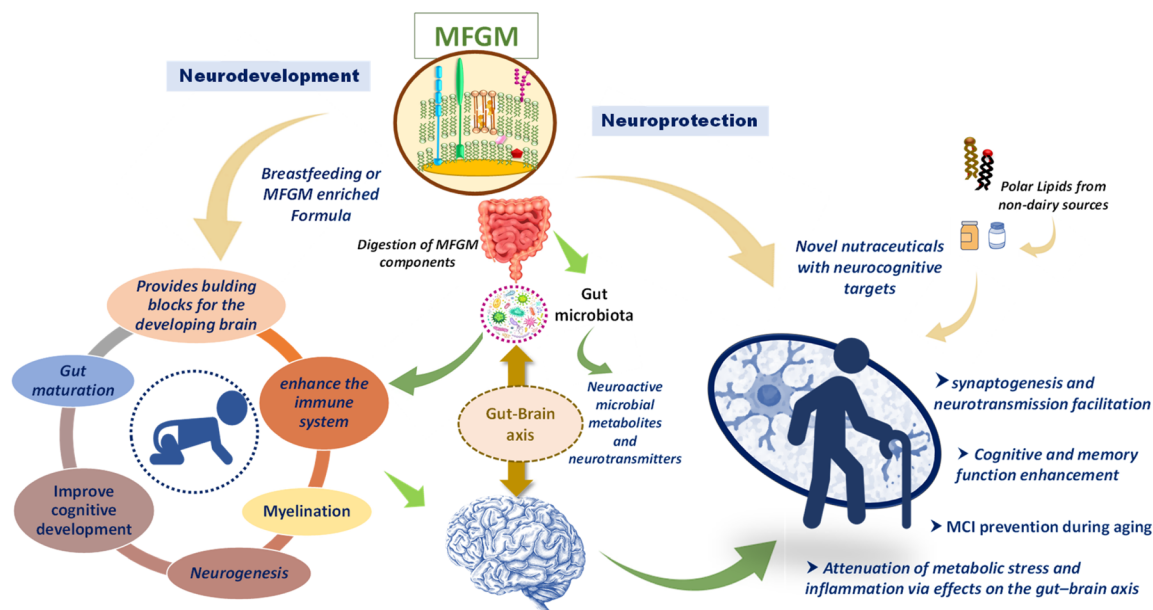 MFGM
Neurodevelopment
Neuroprotection
Breastfeeding or
MFGM enriched
Formula
Digestion of MFGM
components
Polar Lipids from
non-dairy sources
Novel nutraceuticals
with neurocognitive
targets
Gut
microbiota
Provides bulding
blocks for the
developing brain
Gut
maturation
enhance the
immune
system
Improve
cognitive
development
Myelination
Neurogenesis
Gut-Brain
axis
Neuroactive
microbial
metabolites
and
neurotransmitters
➤ synaptogenesis and
neurotransmission facilitation
➤ Cognitive and memory
function enhancement
➤ MCI prevention during aging
➤ Attenuation of metabolic stress and
inflammation via effects on the gut–brain axis